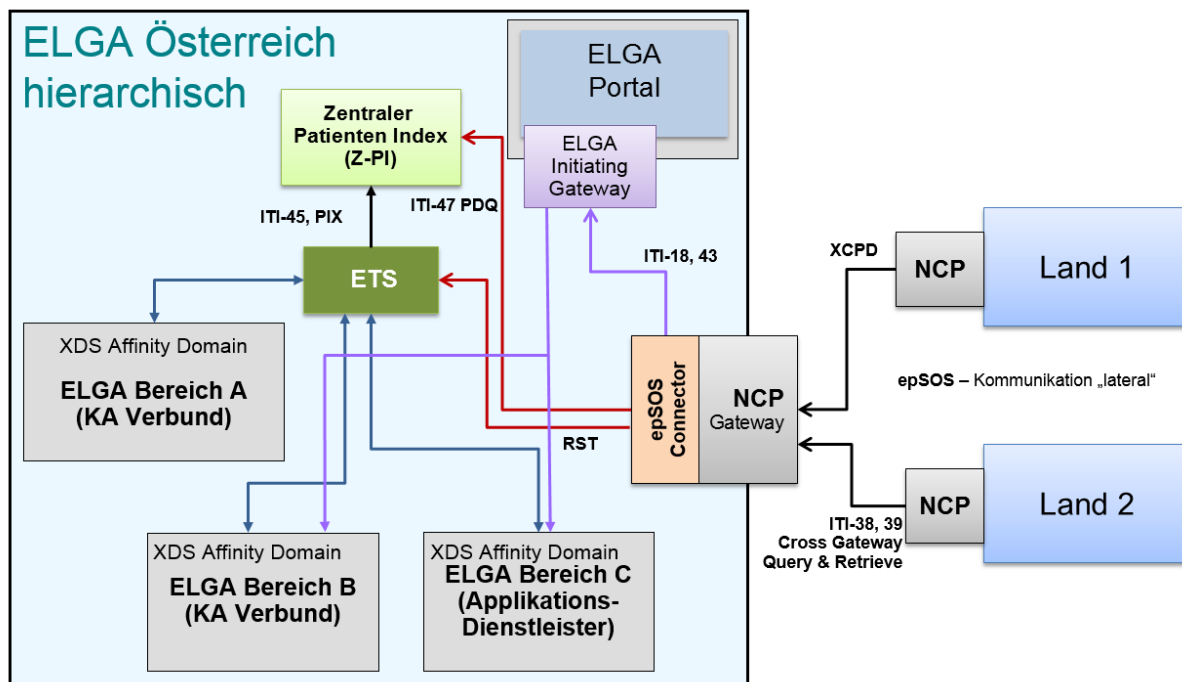 ELGA Österreich
hierarchisch
ELGA
Portal
Zentraler
Patienten Index
(Z-PI)
ELGA
Initiating
Gateway
ITI-45, PIX
ITI-47 PDQ
ITI-18, 43
XCPD
NCP
Land 1
ETS
XDS Affinity Domain
ELGA Bereich A
(KA Verbund)
epSOS
Connector
NCP
Gateway
epSOS – Kommunikation „lateral“
RST
NCP
Land 2
ITI-38, 39
Cross Gateway
Query & Retrieve
XDS Affinity Domain
ELGA Bereich B
(KA Verbund)
XDS Affinity Domain
ELGA Bereich C
(Applikations-
Dienstleister)